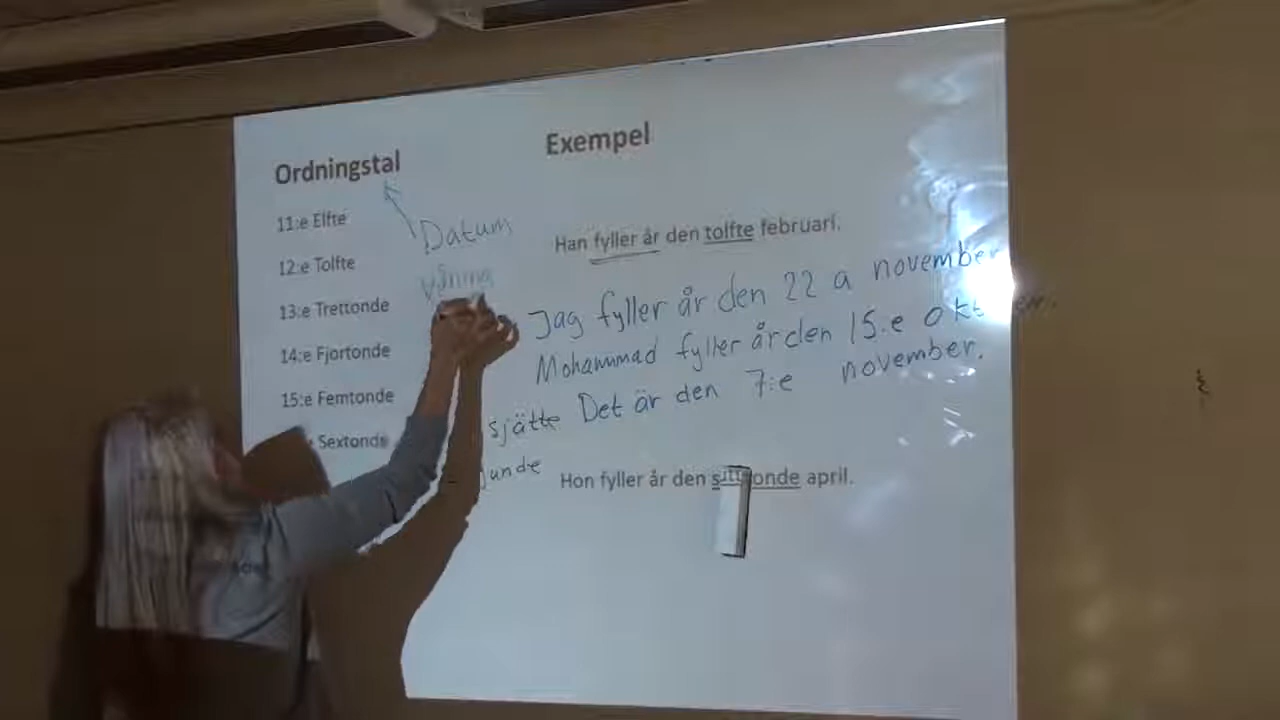 Ordningstal
11:e Elfte
12:e Tolfte
13:e Trettonde
14:e Fjortonde
15:e Femtonde
Sextonde
Datum
våning
sjätte
Exempel
Han fyller år den tolfte februari.
Jag fyller år den 22 a november
Mohammad fyller år den 15.e
Det är den 7:e november.
Hon fyller år den april.